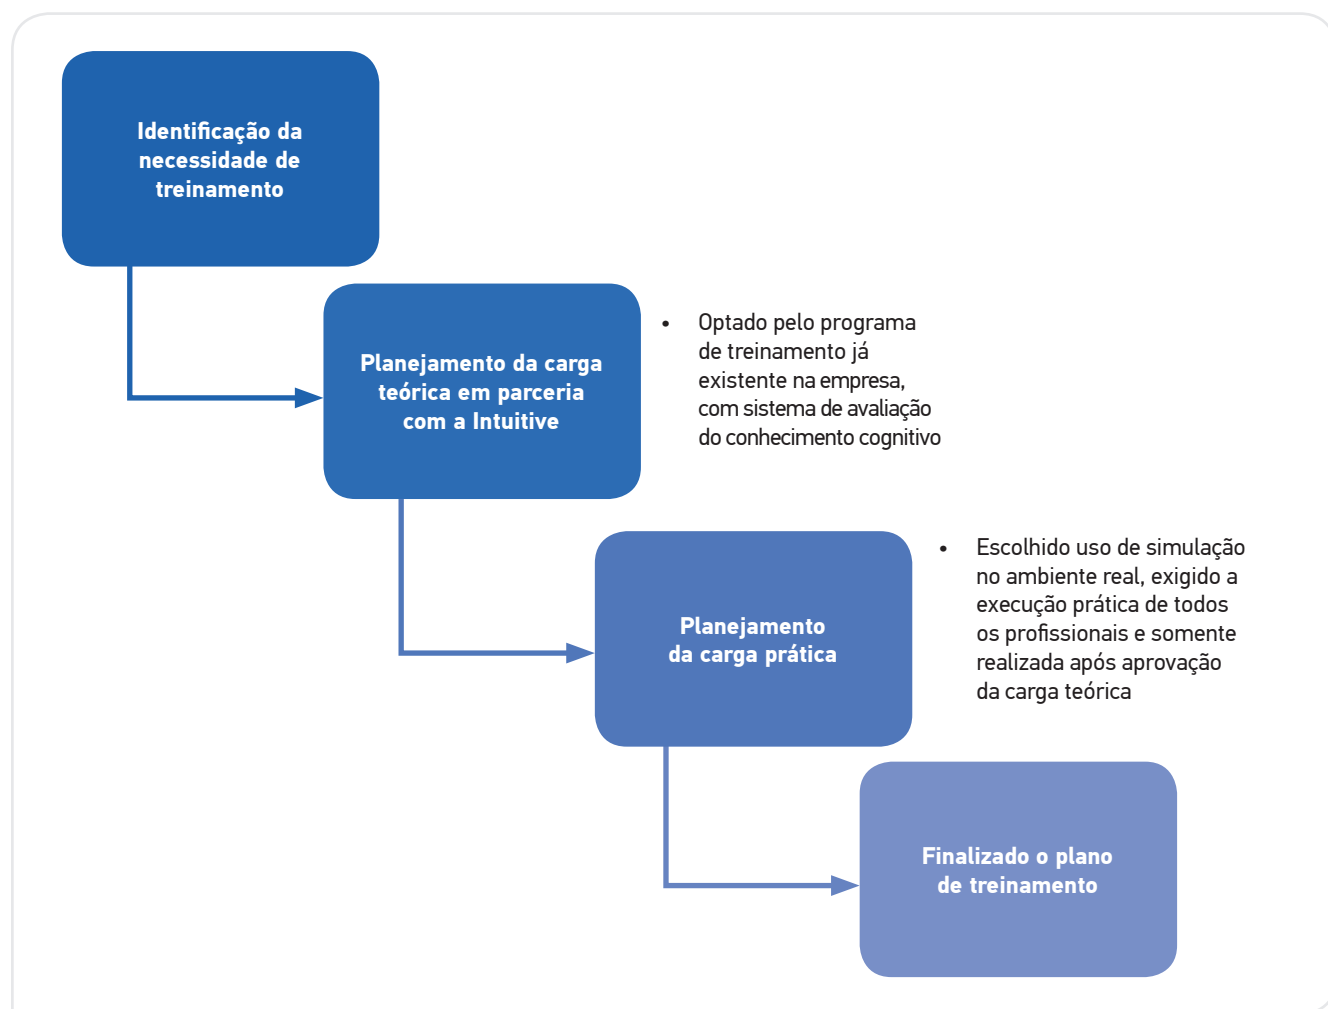 Identificação da
necessidade de
treinamento
Planejamento da carga
teórica em parceria
com a Intuitive
• Optado pelo programa
de treinamento já
existente na empresa,
com sistema de avaliação
do conhecimento cognitivo
Planejamento
da carga prática
• Escolhido uso de simulação
no ambiente real, exigido a
execução prática de todos
os profissionais e somente
realizada após aprovação
da carga teórica
Finalizado o plano
de treinamento